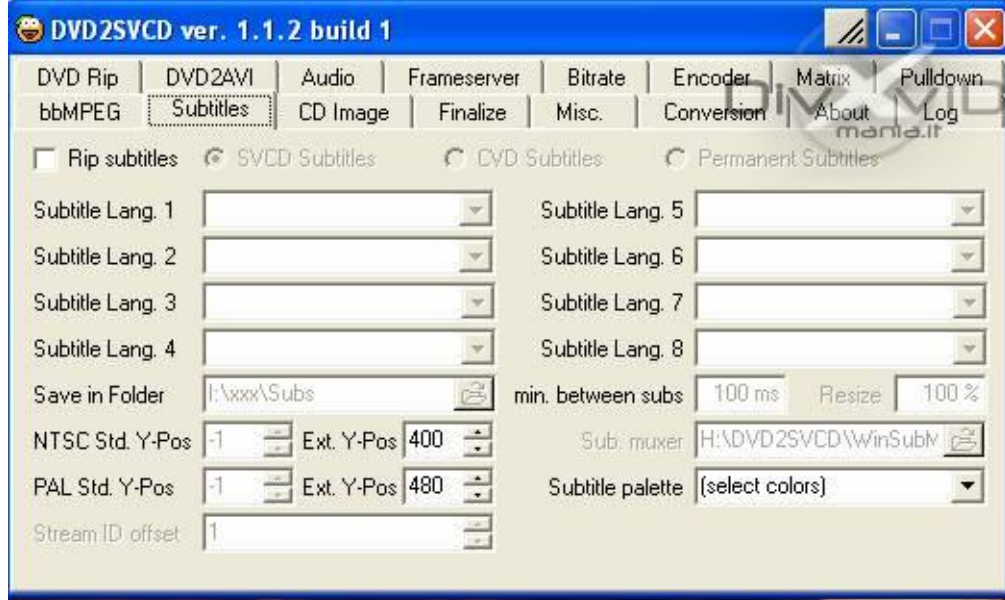 DVD2SVCD ver. 1.1.2 build 1
DVD Rip DVD2AVI Audio Frameserver Bitrate Encoder Matrix Pulldown
bbMPEG Subtitles CD Image Finalize Misc. Conversion About Log
mania.it
Rip subtitles SVCD Subtitles CVD Subtitles Permanent Subtitles
Subtitle Lang. 1 Subtitle Lang. 5
Subtitle Lang. 2 Subtitle Lang. 6
Subtitle Lang. 3 Subtitle Lang. 7
Subtitle Lang. 4 Subtitle Lang. 8
Save in Folder I:\xxx\Subs min. between subs 100 ms Resize 100 %
NTSC Std. Y-Pos -1 Ext. Y-Pos 400 Sub. muxer H:\DVD2SVCD\WinSubM
PAL Std. Y-Pos -1 Ext. Y-Pos 480 Subtitle palette (select colors)
Stream ID offset 1